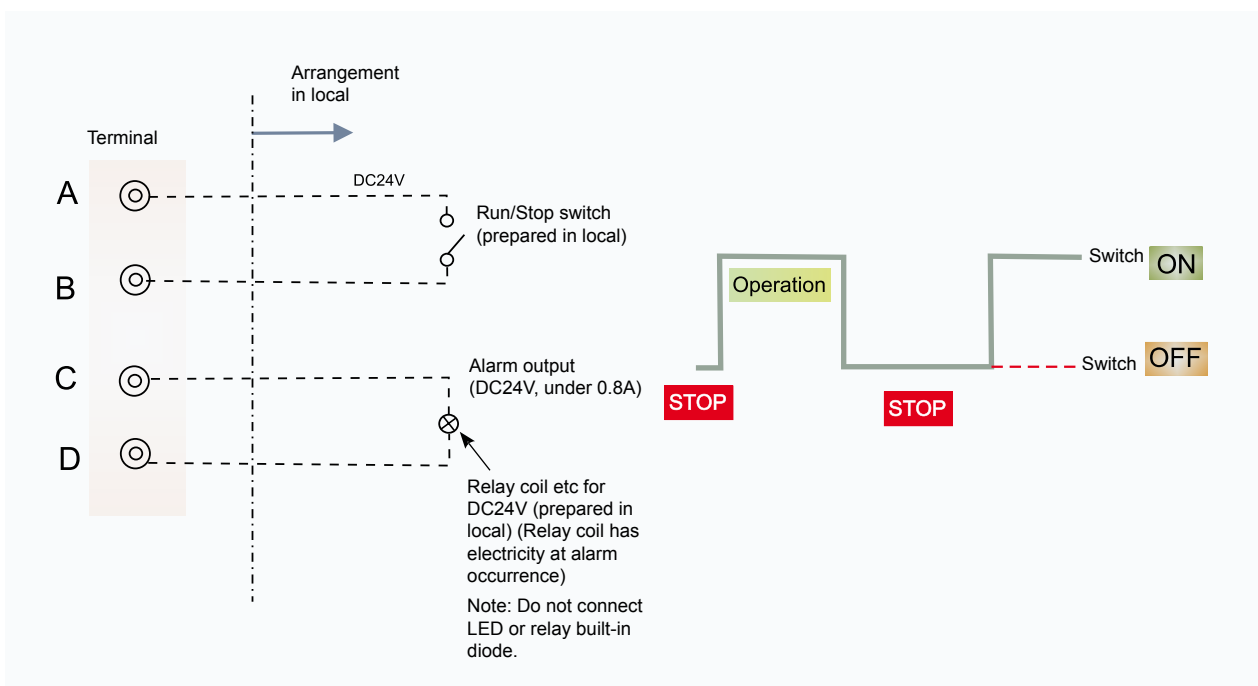 Arrangement
in local
Terminal
A
DC24V
Run/Stop switch
(prepared in local)
B
C
Alarm output
(DC24V, under 0.8A)
D
Relay coil etc for
DC24V (prepared in
local) (Relay coil has
electricity at alarm
occurrence)
Note: Do not connect
LED or relay built-in
diode.
Switch ON
Operation
Switch OFF
STOP
STOP